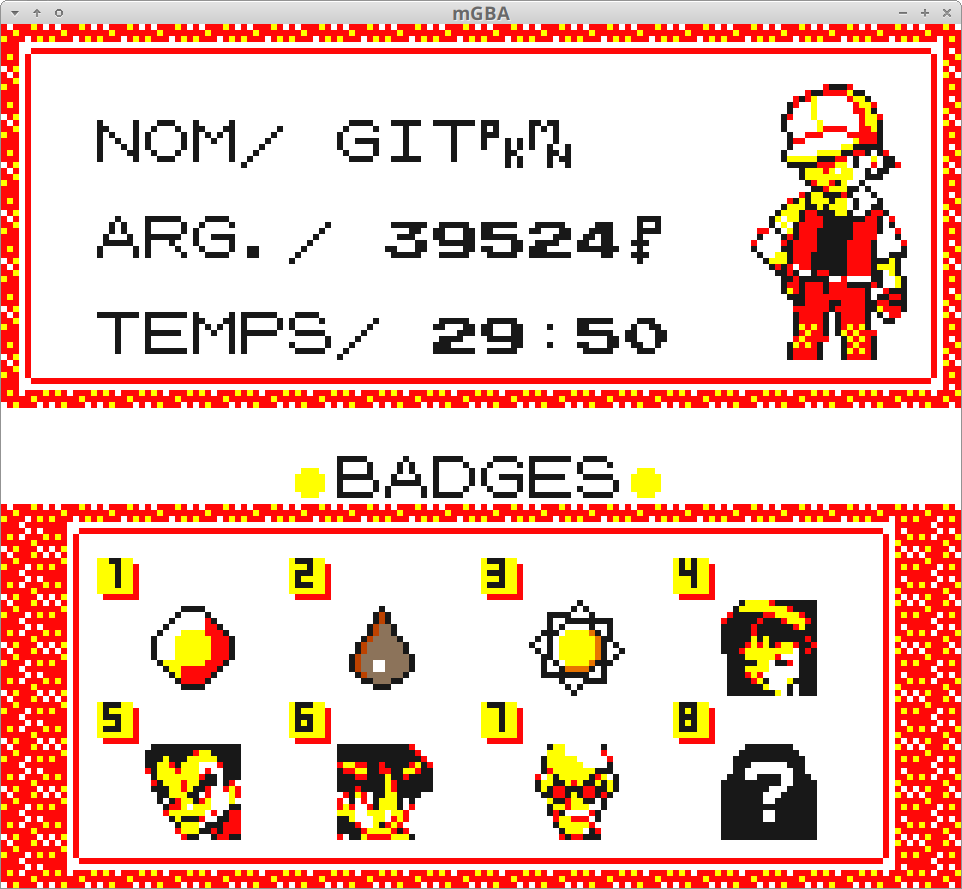 mGBA
NOM/ GITPKMN
ARG./ 39524₽
TEMPS/ 29:50
BADGES
1 2 3 4
5 6 7 8
?